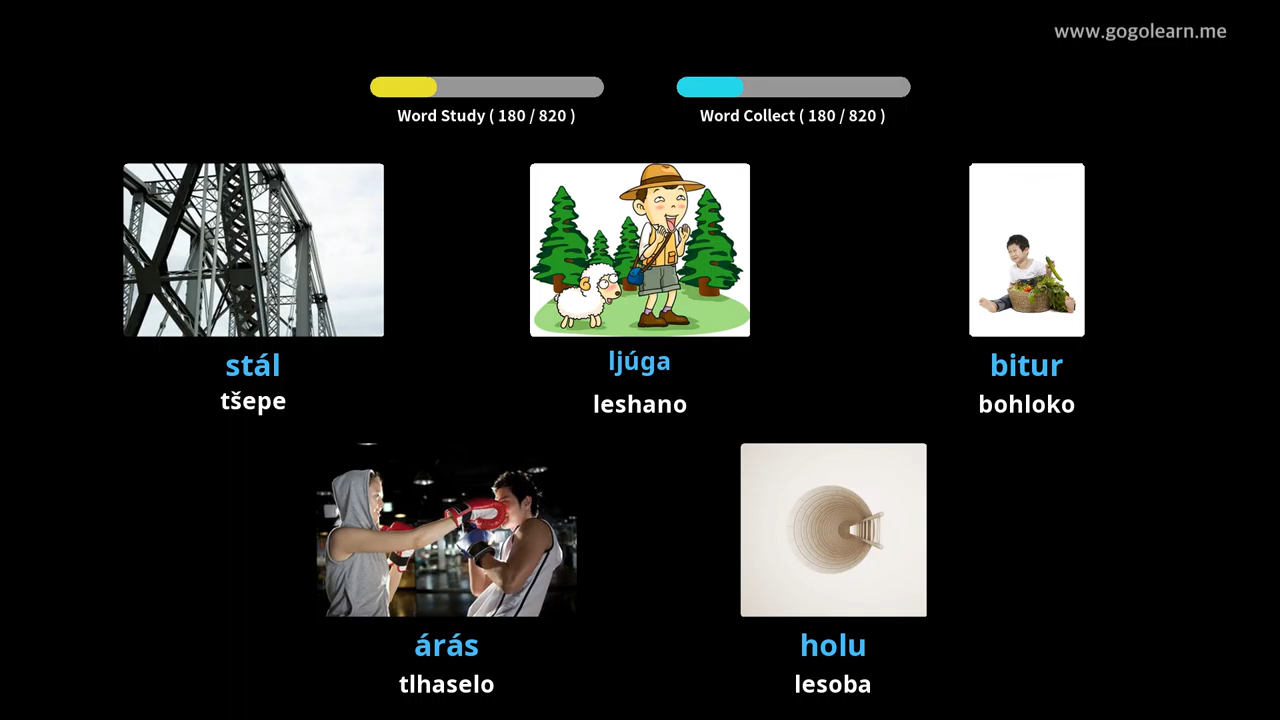 www.gogolearn.me
Word Study ( 180 / 820 )
Word Collect ( 180 / 820 )
stál
tšepe
ljúga
leshano
bitur
bohloko
árás
tlhaselo
holu
lesoba